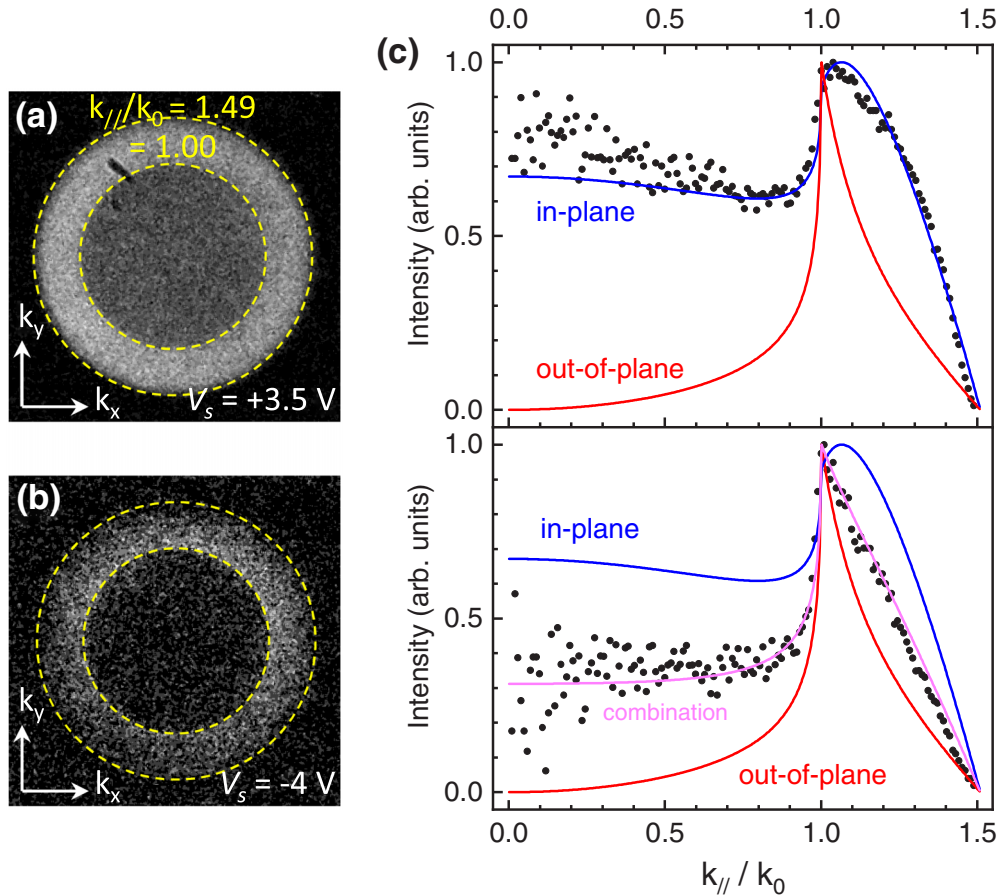 (a)
k// /k0 = 1.49
= 1.00
ky
kx
Vs = +3.5 V
(b)
ky
kx
Vs = -4 V
(c)
0.0 0.5 1.0 1.5
1.0
0.5
0.0
Intensity (arb. units)
in-plane
out-of-plane
1.0
0.5
0.0
Intensity (arb. units)
in-plane
combination
out-of-plane
0.0 0.5 1.0 1.5
k// / k0